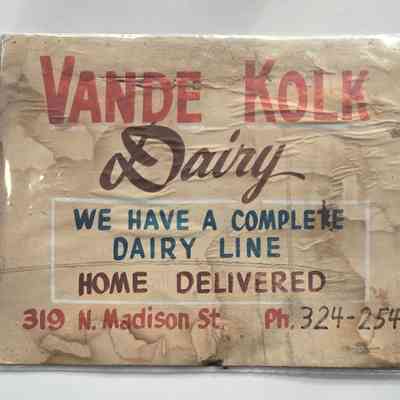 VANDE KOLK
Dairy
WE HAVE A COMPLETE
DAIRY LINE
HOME DELIVERED
319 N. Madison St. Ph. 324-254